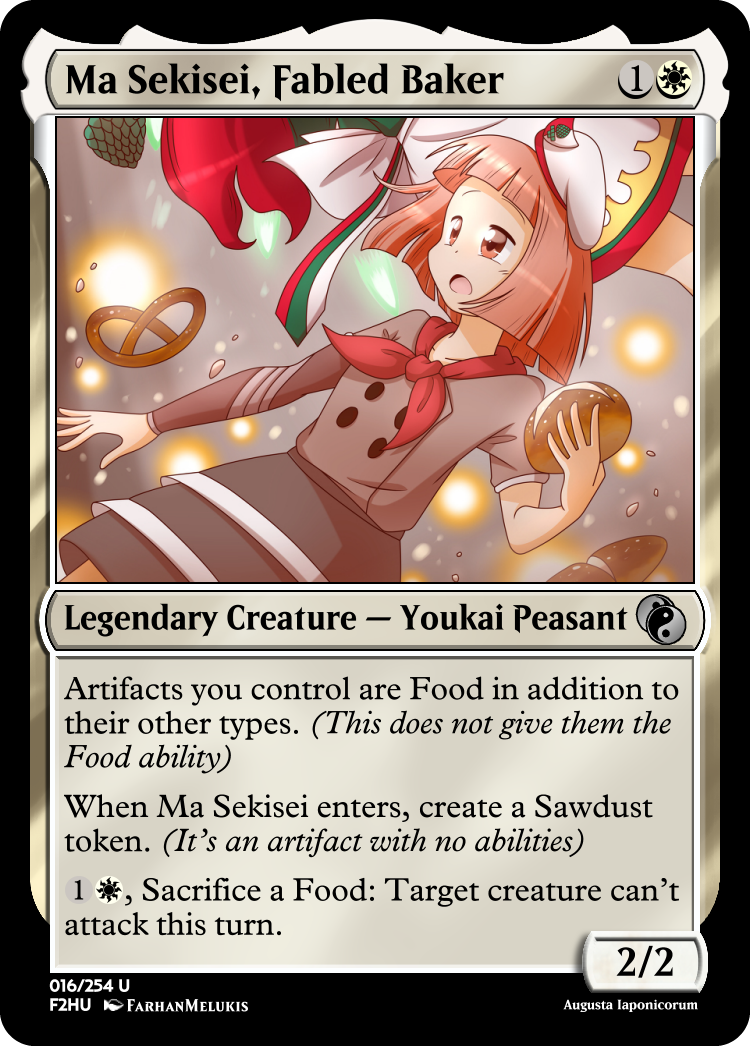 Ma Sekisei, Fabled Baker 1
Legendary Creature — Youkai Peasant
Artifacts you control are Food in addition to
their other types. (This does not give them the
Food ability)
When Ma Sekisei enters, create a Sawdust
token. (It's an artifact with no abilities)
1 , Sacrifice a Food: Target creature can't
attack this turn.
2/2
016/254 U
F2HU FarhanMelukis
Augusta Iaponicorum